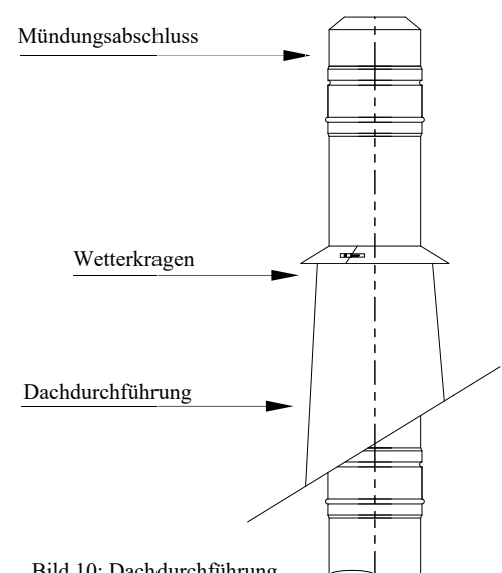 Mündungsabschluss
Wetterkragen
Dachdurchführung
Bild 10: Dachdurchführung